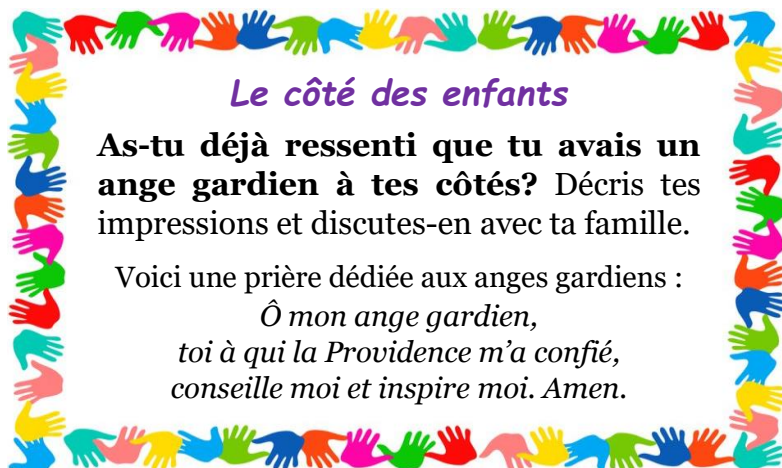 Le côté des enfants
As-tu déjà ressenti que tu avais un
ange gardien à tes côtés? Décris tes
impressions et discutes-en avec ta famille.
Voici une prière dédiée aux anges gardiens :
Ô mon ange gardien,
toi à qui la Providence m'a confié,
conseille moi et inspire moi. Amen.